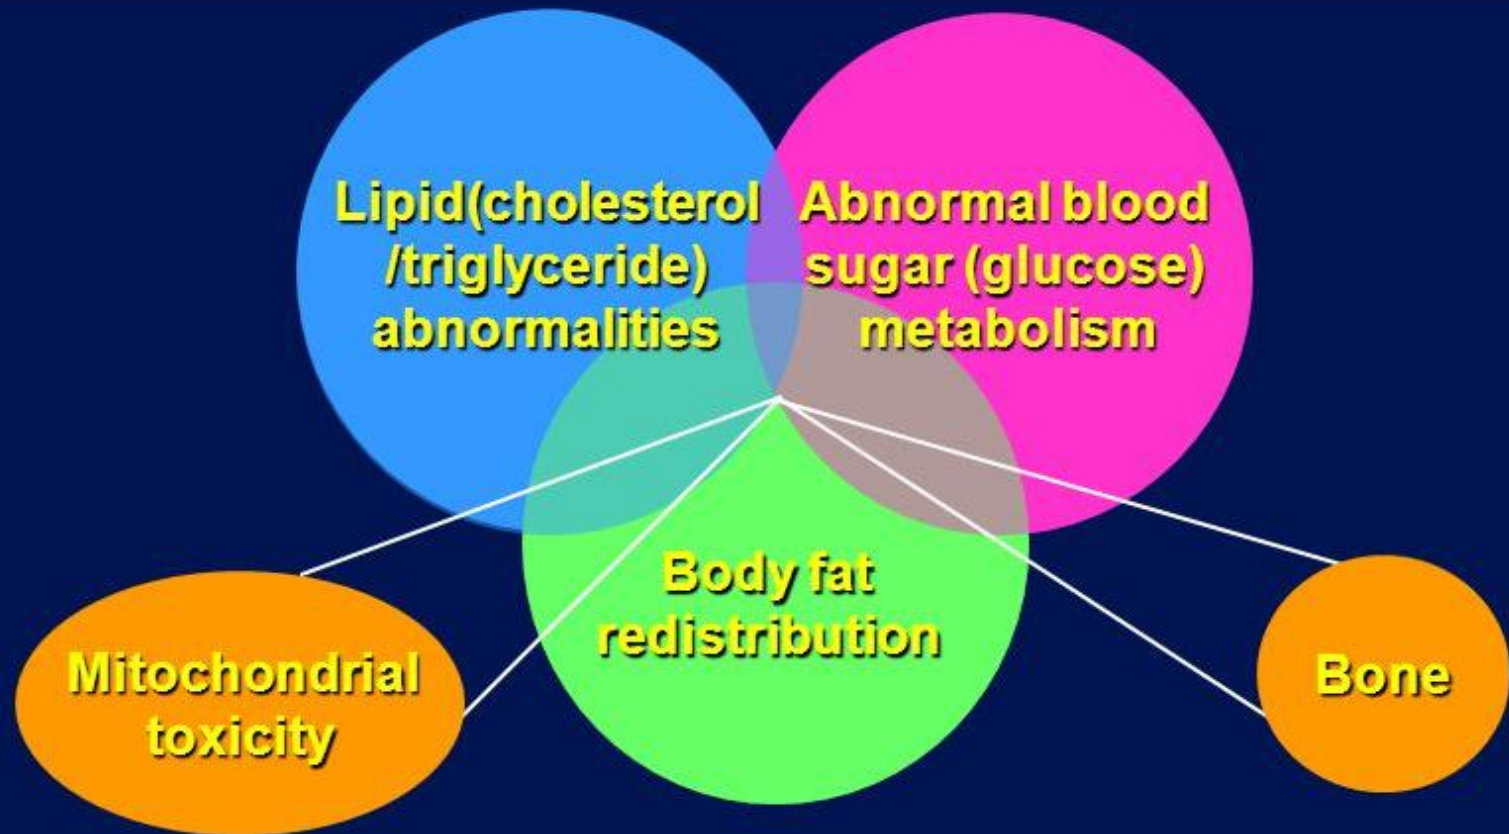 Lipid(cholesterol
/triglyceride)
abnormalities
Abnormal blood
sugar (glucose)
metabolism
Body fat
redistribution
Mitochondrial
toxicity
Bone